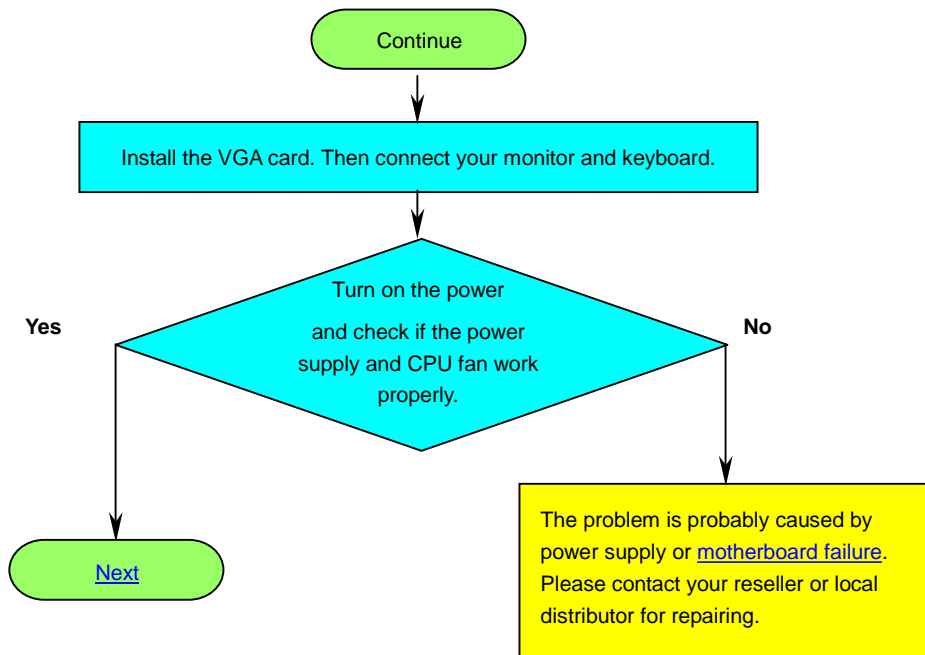 Continue
Install the VGA card. Then connect your monitor and keyboard.
Turn on the power
and check if the power
supply and CPU fan work
properly.
Yes
No
Next
The problem is probably caused by
power supply or motherboard failure.
Please contact your reseller or local
distributor for repairing.